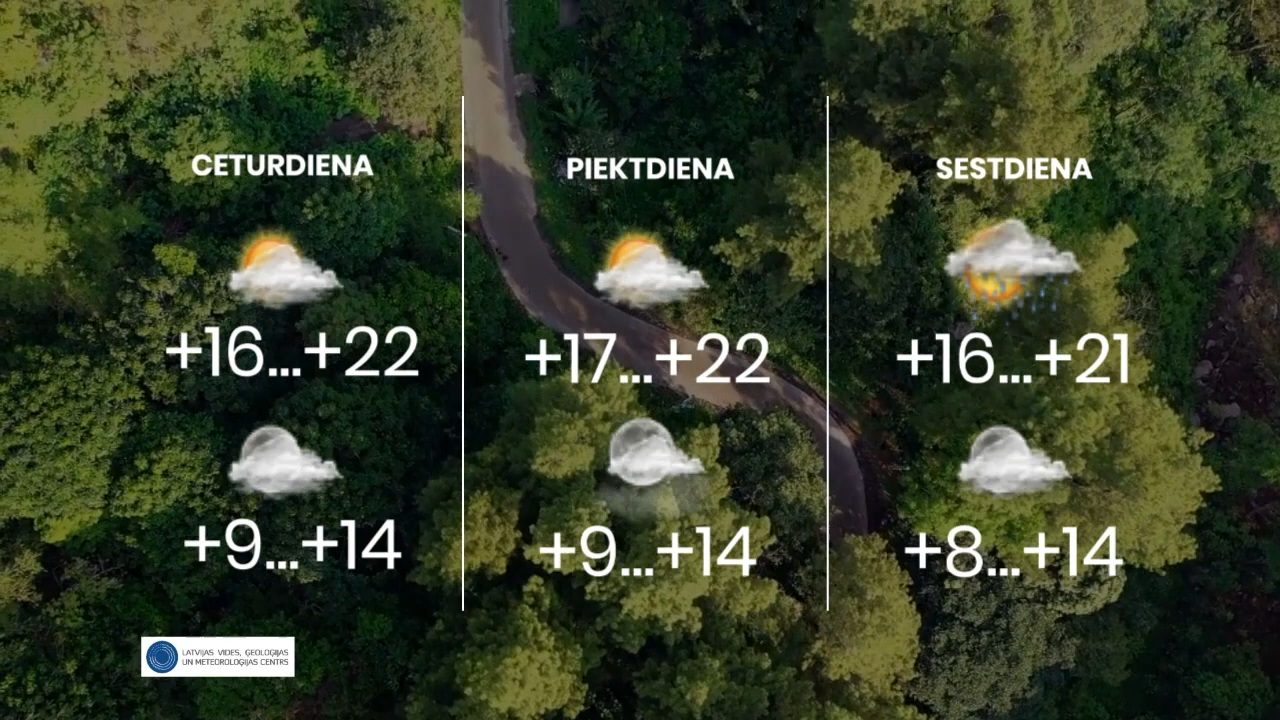 CETURDIENA
+16...+22
+9...+14
PIEKTDIENA
+17...+22
+9...+14
SESTDIENA
+16...+21
+8...+14
LATVIJAS VIDES, ĢEOLOĢIJAS
UN METEOROLOĢIJAS CENTRS